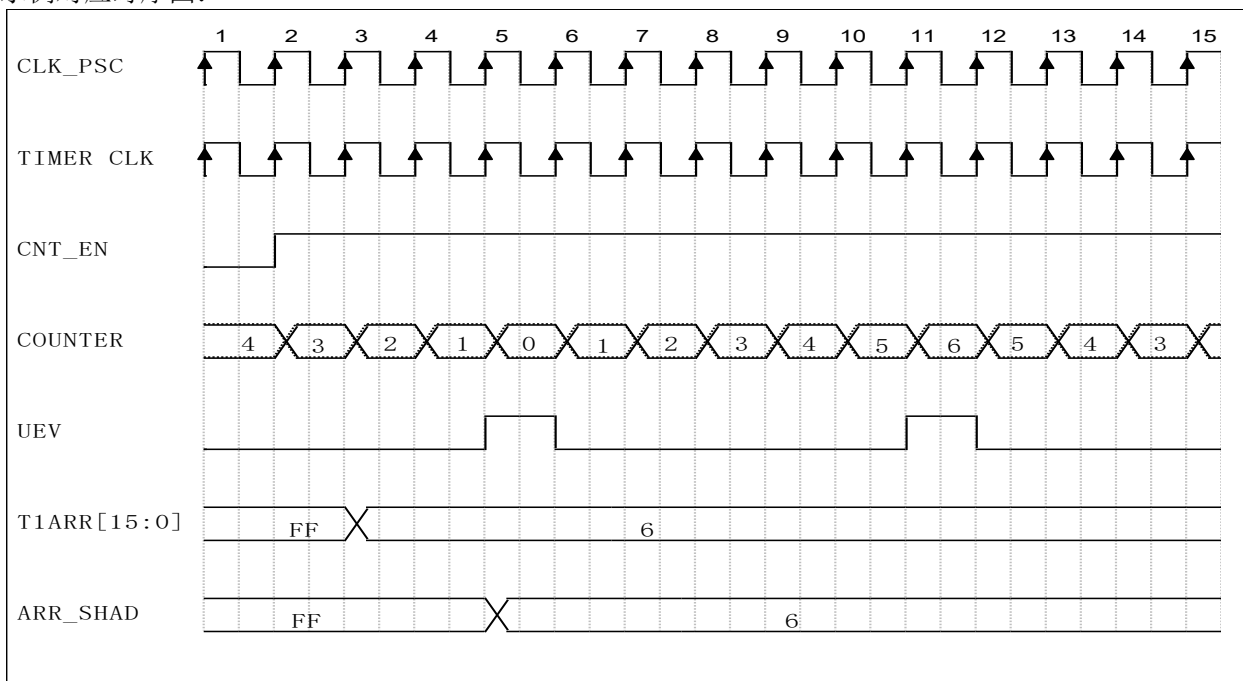 1 2 3 4 5 6 7 8 9 10 11 12 13 14 15
CLK_PSC
TIMER CLK
CNT_EN
COUNTER 4 3 2 1 0 1 2 3 4 5 6 5 4 3
UEV
T1ARR[15:0] FF 6
ARR_SHAD FF 6